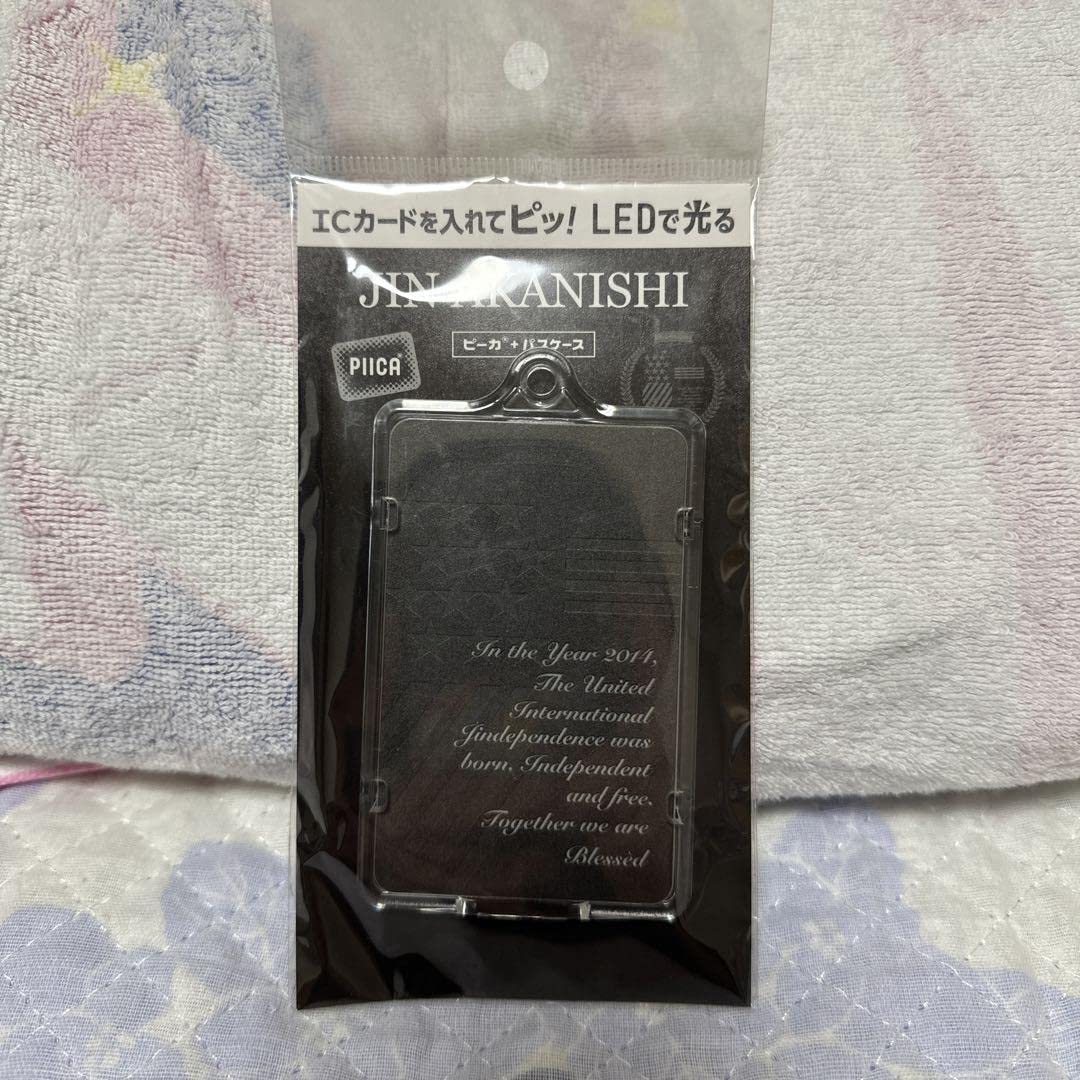 ICカードを入れてピッ! LEDで光る
JIN AKANISHI
ピーカ®+パスケース
PIICA®
In the Year 2014,
The United
International
Jindependence was
born. Independent
and free.
Together we are
Blessèd